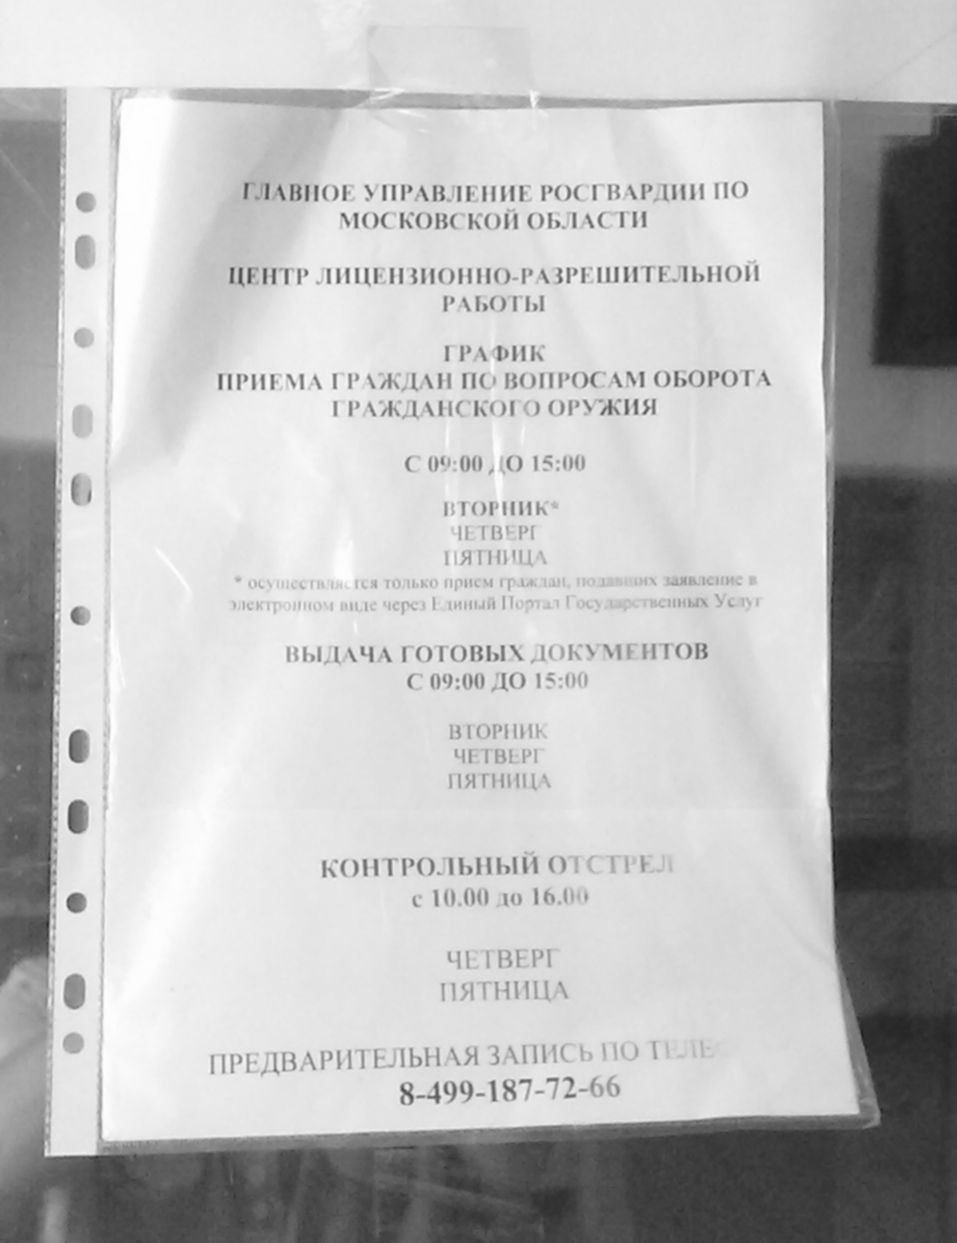 ГЛАВНОЕ УПРАВЛЕНИЕ РОСГВАРДИИ ПО
МОСКОВСКОЙ ОБЛАСТИ
ЦЕНТР ЛИЦЕНЗИОННО-РАЗРЕШИТЕЛЬНОЙ
РАБОТЫ
ГРАФИК
ПРИЕМА ГРАЖДАН ПО ВОПРОСАМ ОБОРОТА
ГРАЖДАНСКОГО ОРУЖИЯ
С 09:00 ДО 15:00
ВТОРНИК*
ЧЕТВЕРГ
ПЯТНИЦА
* осуществляется только прием граждан, подавших заявление в
электронном виде через Единый Портал Государственных Услуг
ВЫДАЧА ГОТОВЫХ ДОКУМЕНТОВ
С 09:00 ДО 15:00
ВТОРНИК
ЧЕТВЕРГ
ПЯТНИЦА
КОНТРОЛЬНЫЙ ОТСТРЕЛ
с 10.00 до 16.00
ЧЕТВЕРГ
ПЯТНИЦА
ПРЕДВАРИТЕЛЬНАЯ ЗАПИСЬ ПО
8-499-187-72-66